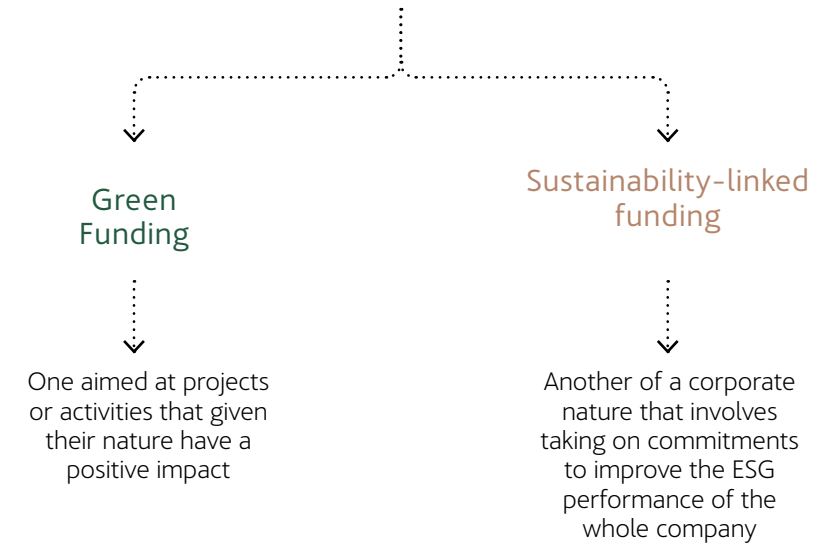 Green
Funding
Sustainability-linked
funding
One aimed at projects
or activities that given
their nature have a
positive impact
Another of a corporate
nature that involves
taking on commitments
to improve the ESG
performance of the
whole company